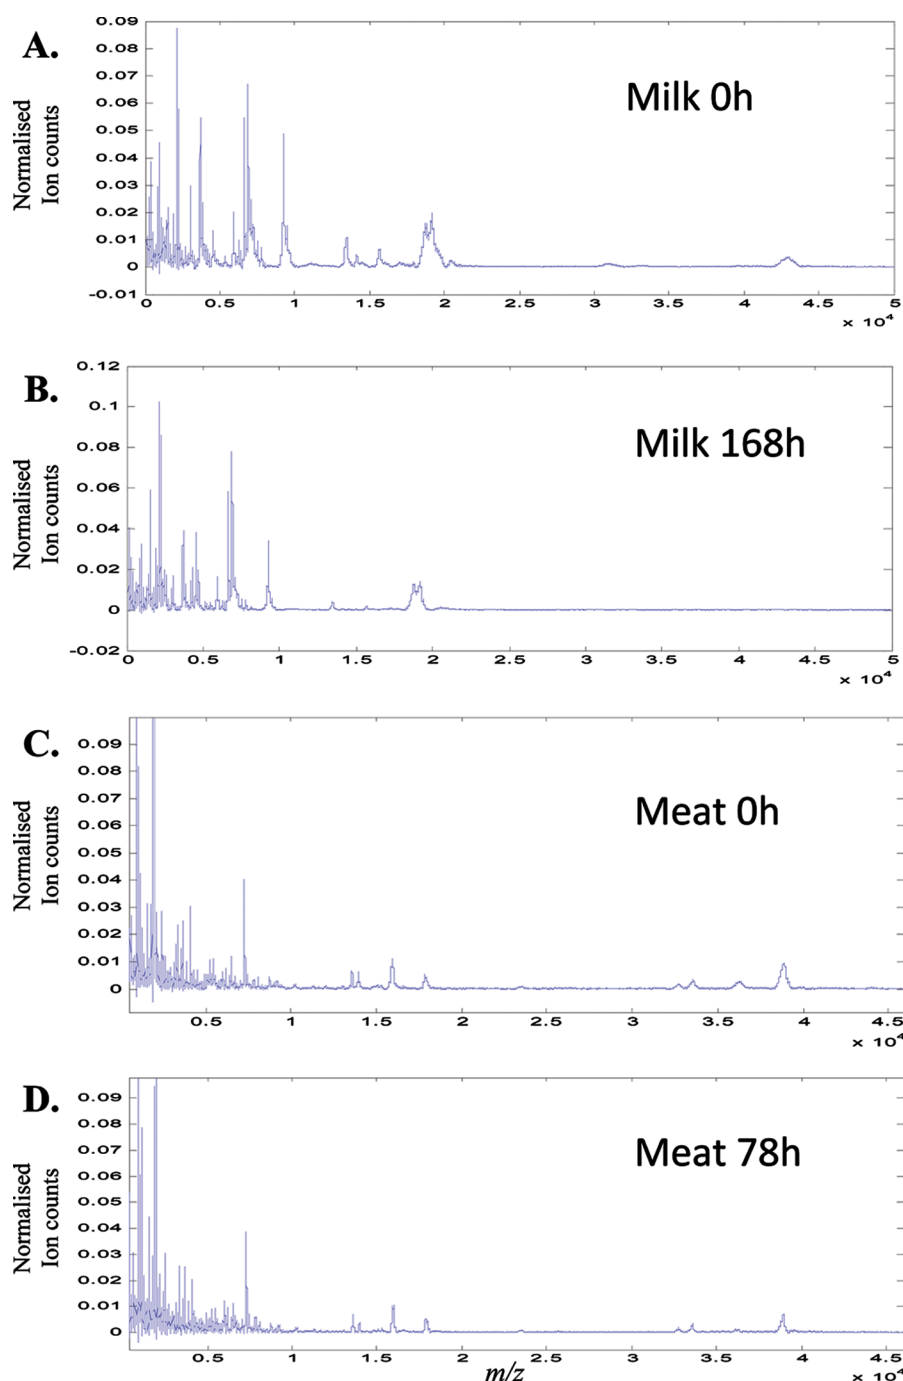 A.
Normalised
Ion counts
Milk 0h
0.09
0.08
0.07
0.06
0.05
0.04
0.03
0.02
0.01
0
-0.01
0 0.5 1 1.5 2 2.5 3 3.5 4 4.5 5
x 10⁴
B.
Normalised
Ion counts
Milk 168h
0.12
0.1
0.08
0.06
0.04
0.02
0
-0.02
0 0.5 1 1.5 2 2.5 3 3.5 4 4.5 5
x 10⁴
C.
Normalised
Ion counts
Meat 0h
0.09
0.08
0.07
0.06
0.05
0.04
0.03
0.02
0.01
0
0.5 1 1.5 2 2.5 3 3.5 4 4.5
x 10⁴
D.
Normalised
Ion counts
Meat 78h
0.09
0.08
0.07
0.06
0.05
0.04
0.03
0.02
0.01
0
0.5 1 1.5 2 2.5 3 3.5 4 4.5
m/z
x 10⁴